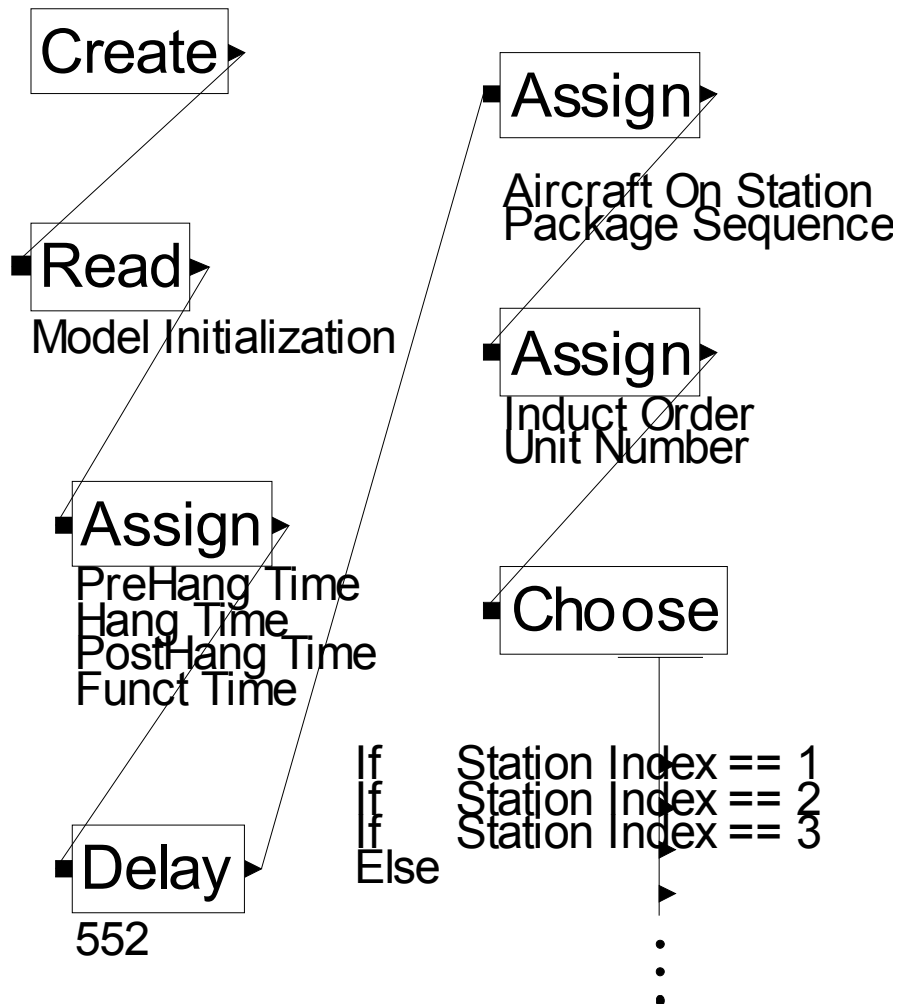 Create
Read
Model Initialization
Assign
PreHang Time
Hang Time
PostHang Time
Funct Time
Delay
552
Assign
Aircraft On Station
Package Sequence
Assign
Induct Order
Unit Number
Choose
If Station Index == 1
If Station Index == 2
If Station Index == 3
Else